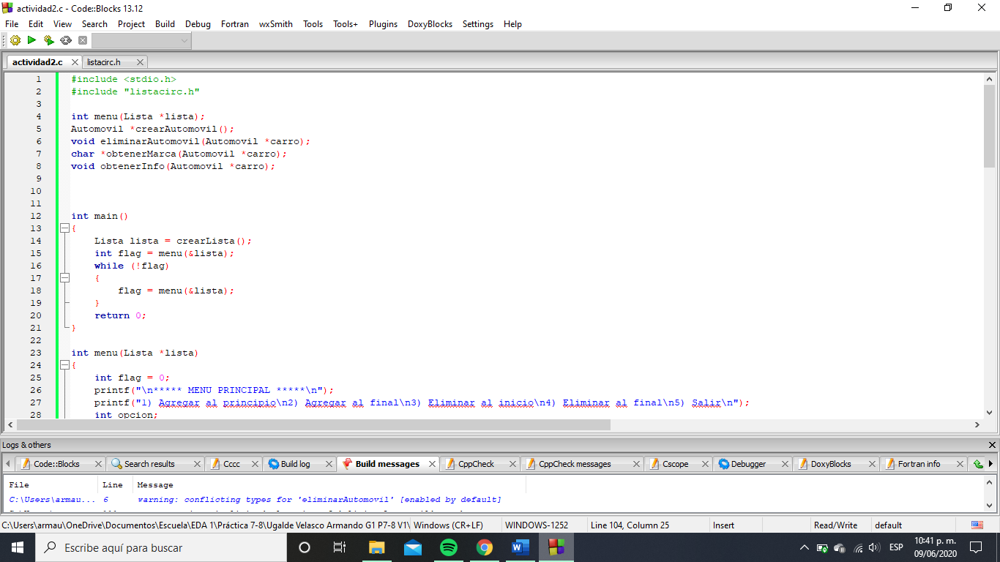 actividad2.c - Code::Blocks 13.12
File Edit View Search Project Build Debug Fortran wxSmith Tools Tools+ Plugins DoxyBlocks Settings Help
actividad2.c listacirc.h
1 #include <stdio.h>
2 #include "listacirc.h"
3
4 int menu(Lista *lista);
5 Automovil *crearAutomovil();
6 void eliminarAutomovil(Automovil *carro);
7 char *obtenerMarca(Automovil *carro);
8 void obtenerInfo(Automovil *carro);
9
10
11
12 int main()
13 {
14 Lista lista = crearLista();
15 int flag = menu(&lista);
16 while (!flag)
17 {
18 flag = menu(&lista);
19 }
20 return 0;
21 }
22
23 int menu(Lista *lista)
24 {
25 int flag = 0;
26 printf("\n***** MENU PRINCIPAL *****\n");
27 printf("1) Agregar al principio\n2) Agregar al final\n3) Eliminar al inicio\n4) Eliminar al final\n5) Salir\n");
28 int opcion;
Logs & others
Code::Blocks Search results Cccc Build log Build messages CppCheck CppCheck messages Cscope Debugger DoxyBlocks Fortran info
File Line Message
C:\Users\armau... 6 warning: conflicting types for 'eliminarAutomovil' [enabled by default]
C:\Users\armau\OneDrive\Documentos\Escuela\EDA 1\Práctica 7-8\Ugalde Velasco Armando G1 P7-8 V1\ Windows (CR+LF) WINDOWS-1252 Line 104, Column 25 Insert Read/Write default
Escribe aquí para buscar
ESP
10:41 p. m.
09/06/2020